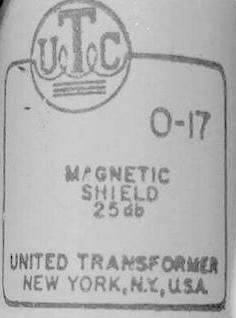 UTC
O-17
MAGNETIC
SHIELD
25db
UNITED TRANSFORMER
NEW YORK, N.Y., U.S.A.